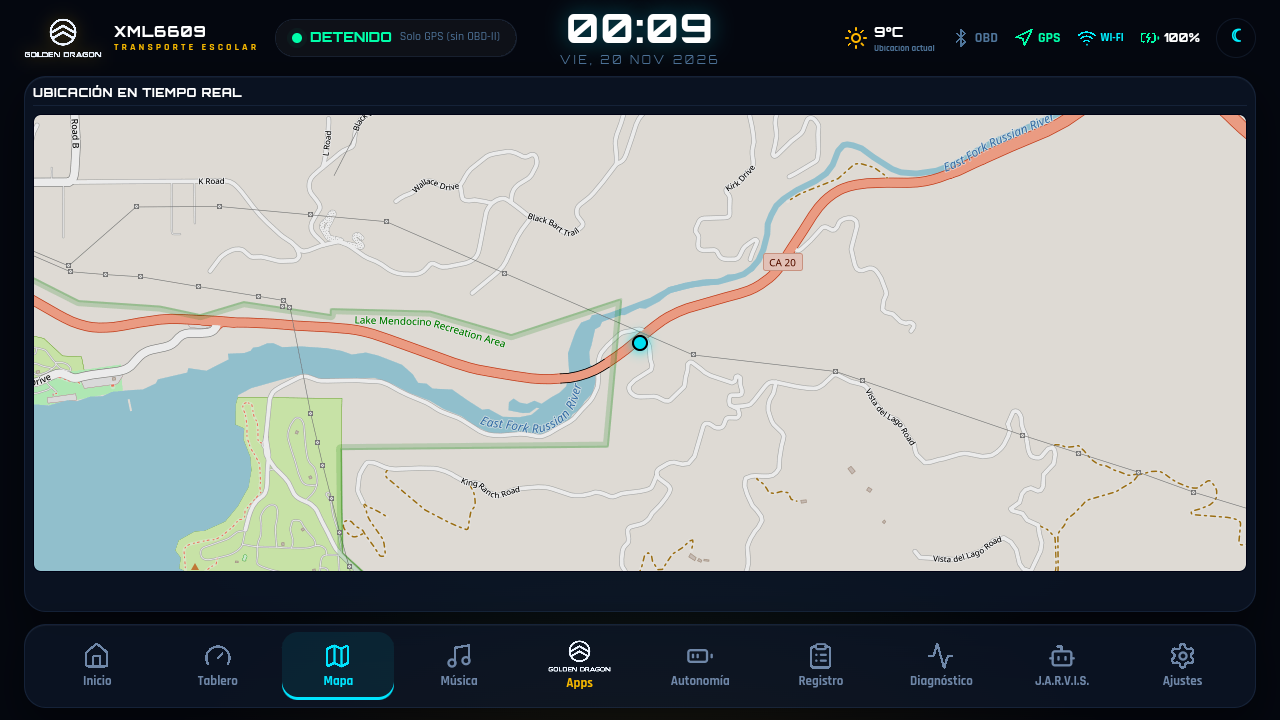 GOLDEN DRAGON
XML6609
TRANSPORTE ESCOLAR
DETENIDO
Solo GPS (sin OBD-II)
00:09
VIE, 20 NOV 2026
9°C
Ubicacion actual
OBD
GPS
WI-FI
100%
UBICACIÓN EN TIEMPO REAL
Road B
L Road
Black
East Fork Russian River
K Road
Wallace Drive
Kirk Drive
Black Bart Trail
CA 20
Lake Mendocino Recreation Area
Drive
East Fork Russian River
Vista del Lago Road
King Ranch Road
Vista del Lago Road
Inicio
Tablero
Mapa
Música
GOLDEN DRAGON
Apps
Autonomía
Registro
Diagnóstico
J.A.R.V.I.S.
Ajustes